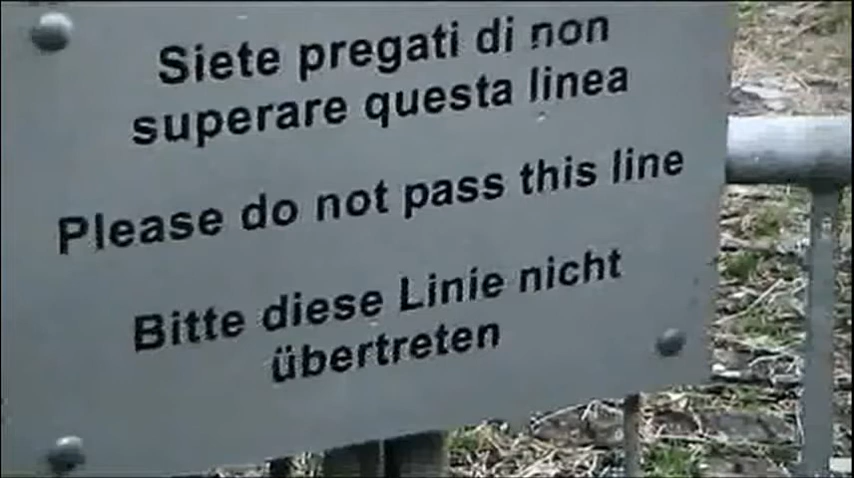 Siete pregati di non
superare questa linea
Please do not pass this line
Bitte diese Linie nicht
übertreten